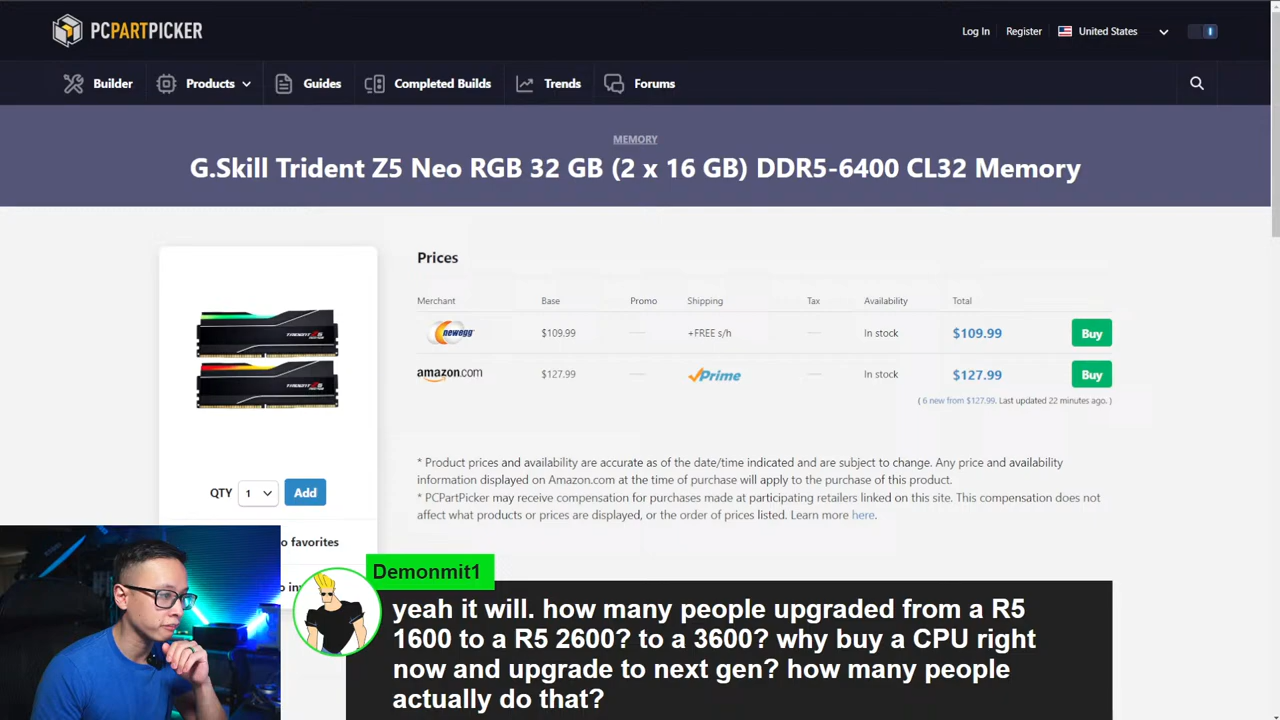 PCPARTPICKER
Log In
Register
United States
Builder
Products
Guides
Completed Builds
Trends
Forums
MEMORY
G.Skill Trident Z5 Neo RGB 32 GB (2 x 16 GB) DDR5-6400 CL32 Memory
Prices
Merchant Base Promo Shipping Tax Availability Total
newegg $109.99 — +FREE s/h — In stock $109.99 Buy
amazon.com $127.99 — Prime — In stock $127.99 Buy
( 6 new from $127.99. Last updated 22 minutes ago. )
* Product prices and availability are accurate as of the date/time indicated and are subject to change. Any price and availability
information displayed on Amazon.com at the time of purchase will apply to the purchase of this product.
* PCPartPicker may receive compensation for purchases made at participating retailers linked on this site. This compensation does not
affect what products or prices are displayed, or the order of prices listed. Learn more here.
QTY 1 Add
o favorites
Demonmit1
yeah it will. how many people upgraded from a R5
1600 to a R5 2600? to a 3600? why buy a CPU right
now and upgrade to next gen? how many people
actually do that?